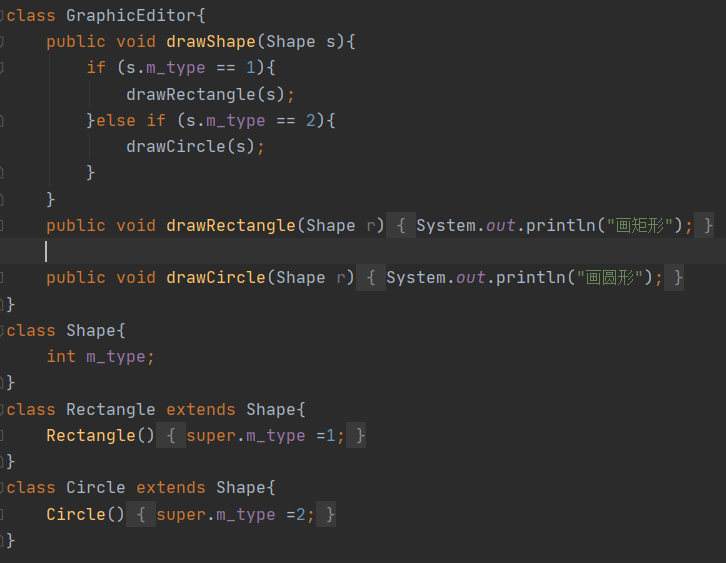 class GraphicEditor{
    public void drawShape(Shape s){
        if (s.m_type == 1){
            drawRectangle(s);
        }else if (s.m_type == 2){
            drawCircle(s);
        }
    }
    public void drawRectangle(Shape r) { System.out.println("画矩形"); }
    public void drawCircle(Shape r) { System.out.println("画圆形"); }
}
class Shape{
    int m_type;
}
class Rectangle extends Shape{
    Rectangle() { super.m_type =1; }
}
class Circle extends Shape{
    Circle() { super.m_type =2; }
}